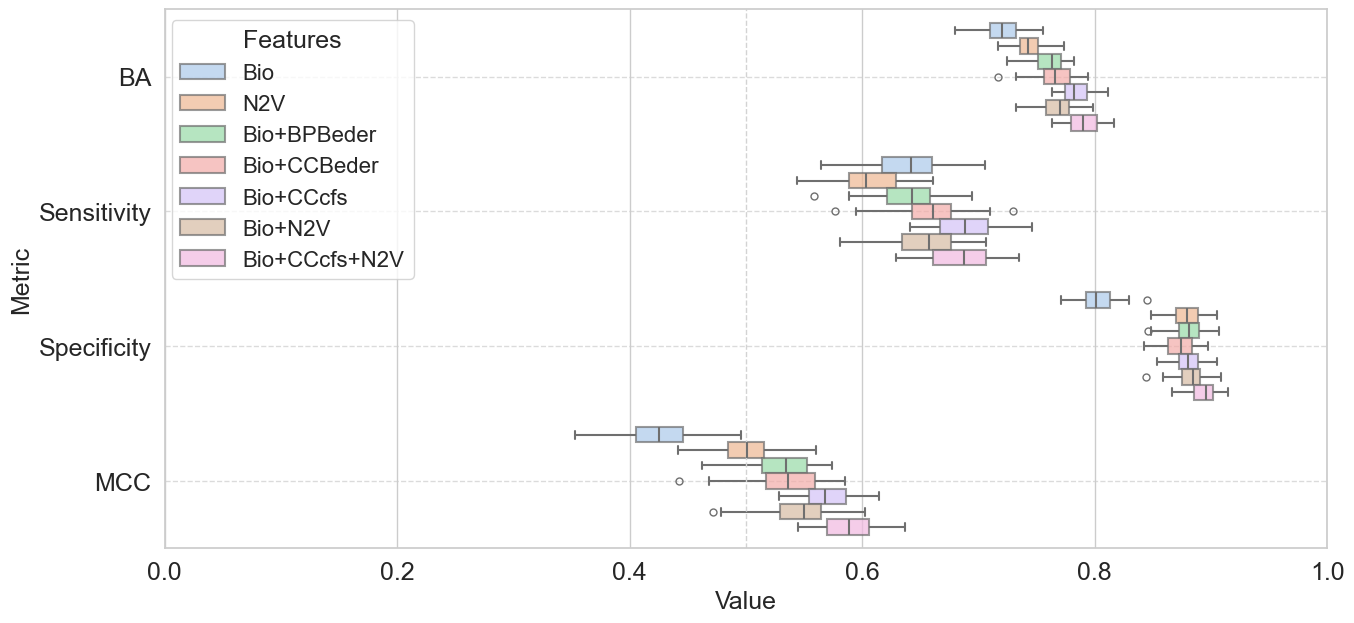 Features
Bio
N2V
Bio+BPBeder
Bio+CCBeder
Bio+CCcfs
Bio+N2V
Bio+CCcfs+N2V
BA
Sensitivity
Specificity
MCC
Metric
0.0 0.2 0.4 0.6 0.8 1.0
Value